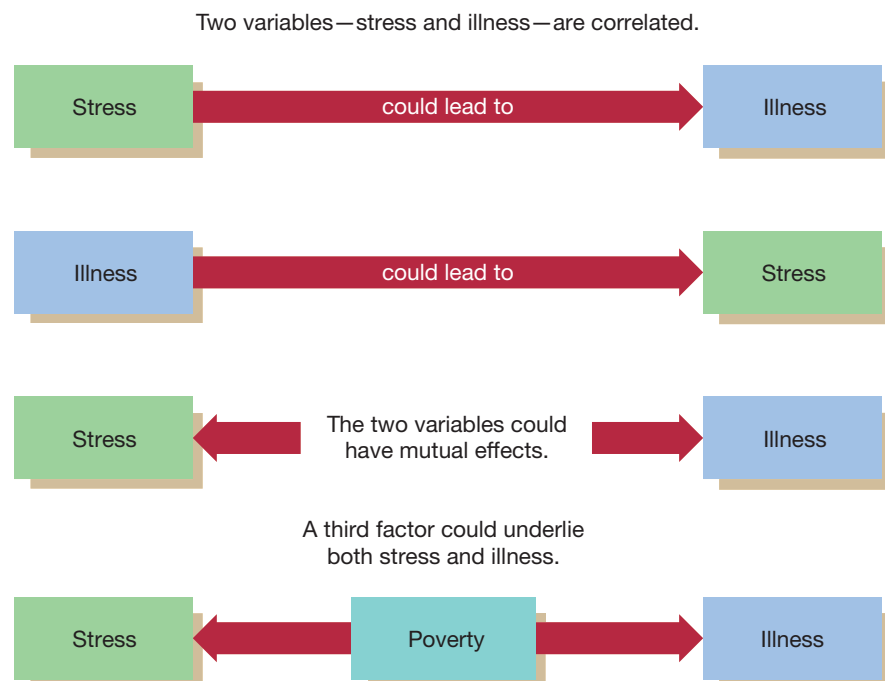 Two variables—stress and illness—are correlated.
Stress
could lead to
Illness
Illness
could lead to
Stress
Stress
The two variables could
have mutual effects.
Illness
A third factor could underlie
both stress and illness.
Stress
Poverty
Illness